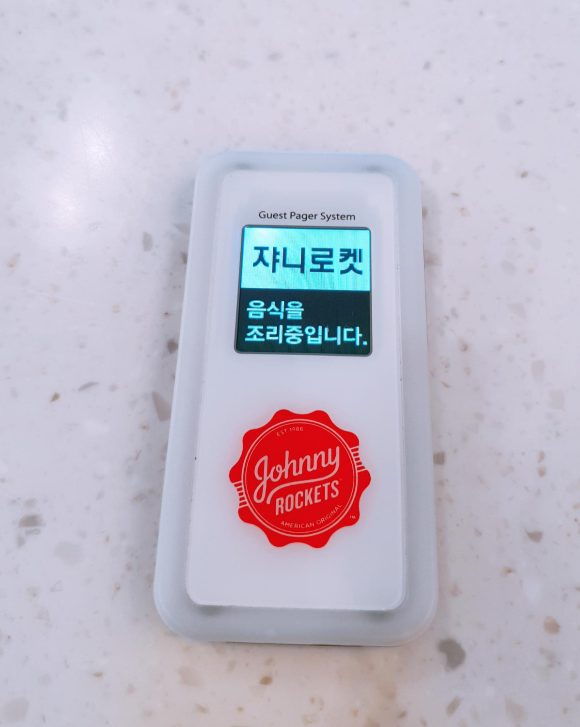 Guest Pager System
쟈니로켓
음식을
조리중입니다.
EST 1986
Johnny
ROCKETS
AMERICAN ORIGINAL
TM